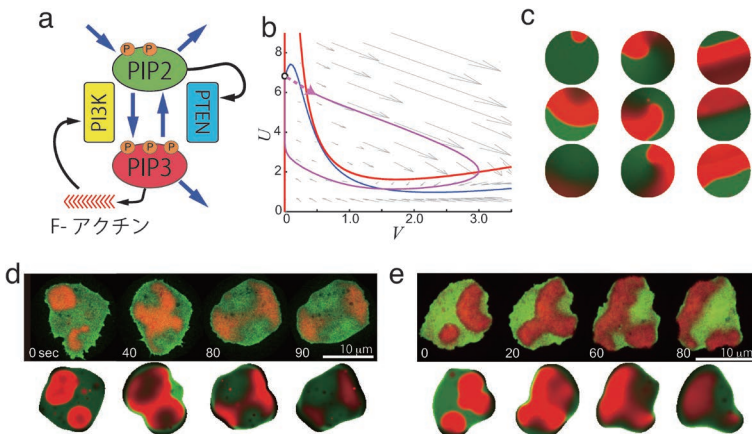 a
P P
PIP2
PI3K
PTEN
P P
PIP3
F- アクチン
b
8
6
4
2
0
U
0
1.0
2.0
3.0
V
c
d
0 sec
40
80
90
10 μm
e
0
20
60
80
10 μm